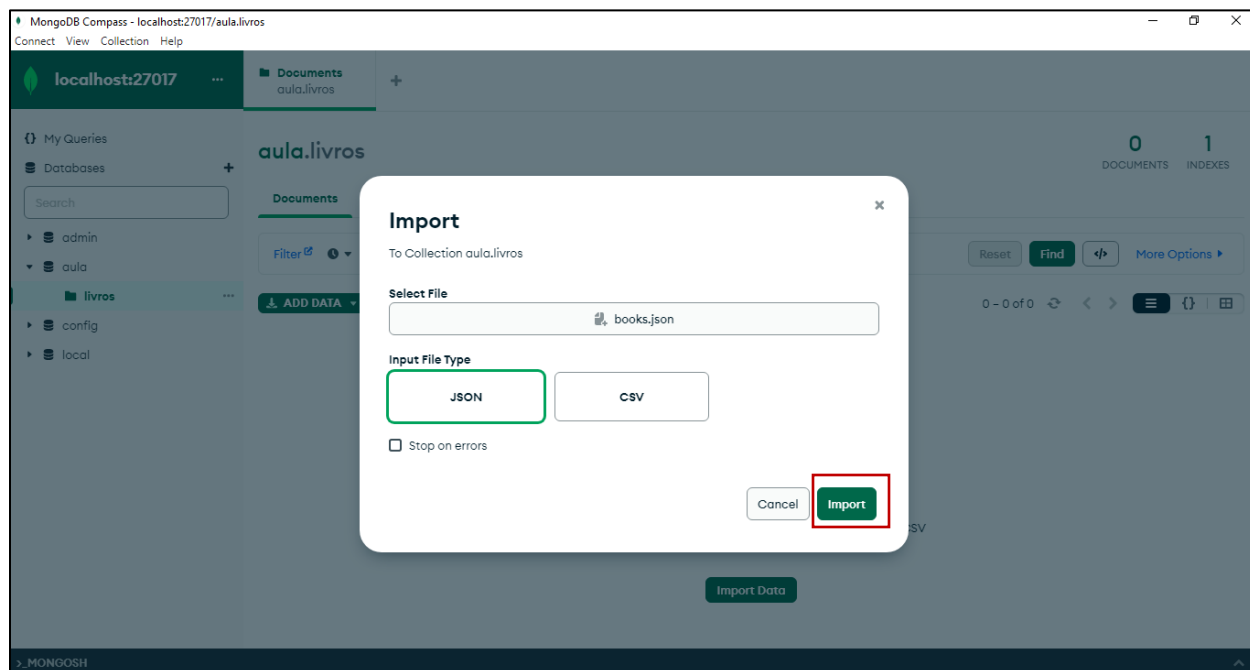 MongoDB Compass - localhost:27017/aula.livros
Connect View Collection Help
localhost:27017 ...
Documents
aula.livros
+
{} My Queries
Databases +
Search
admin
aula
livros ...
config
local
aula.livros
0 DOCUMENTS
1 INDEXES
Documents
Filter
Reset Find </> More Options
ADD DATA
0 – 0 of 0
{}
Import
To Collection aula.livros
Select File
books.json
Input File Type
JSON CSV
Stop on errors
Cancel Import
SV
Import Data
>_MONGOSH